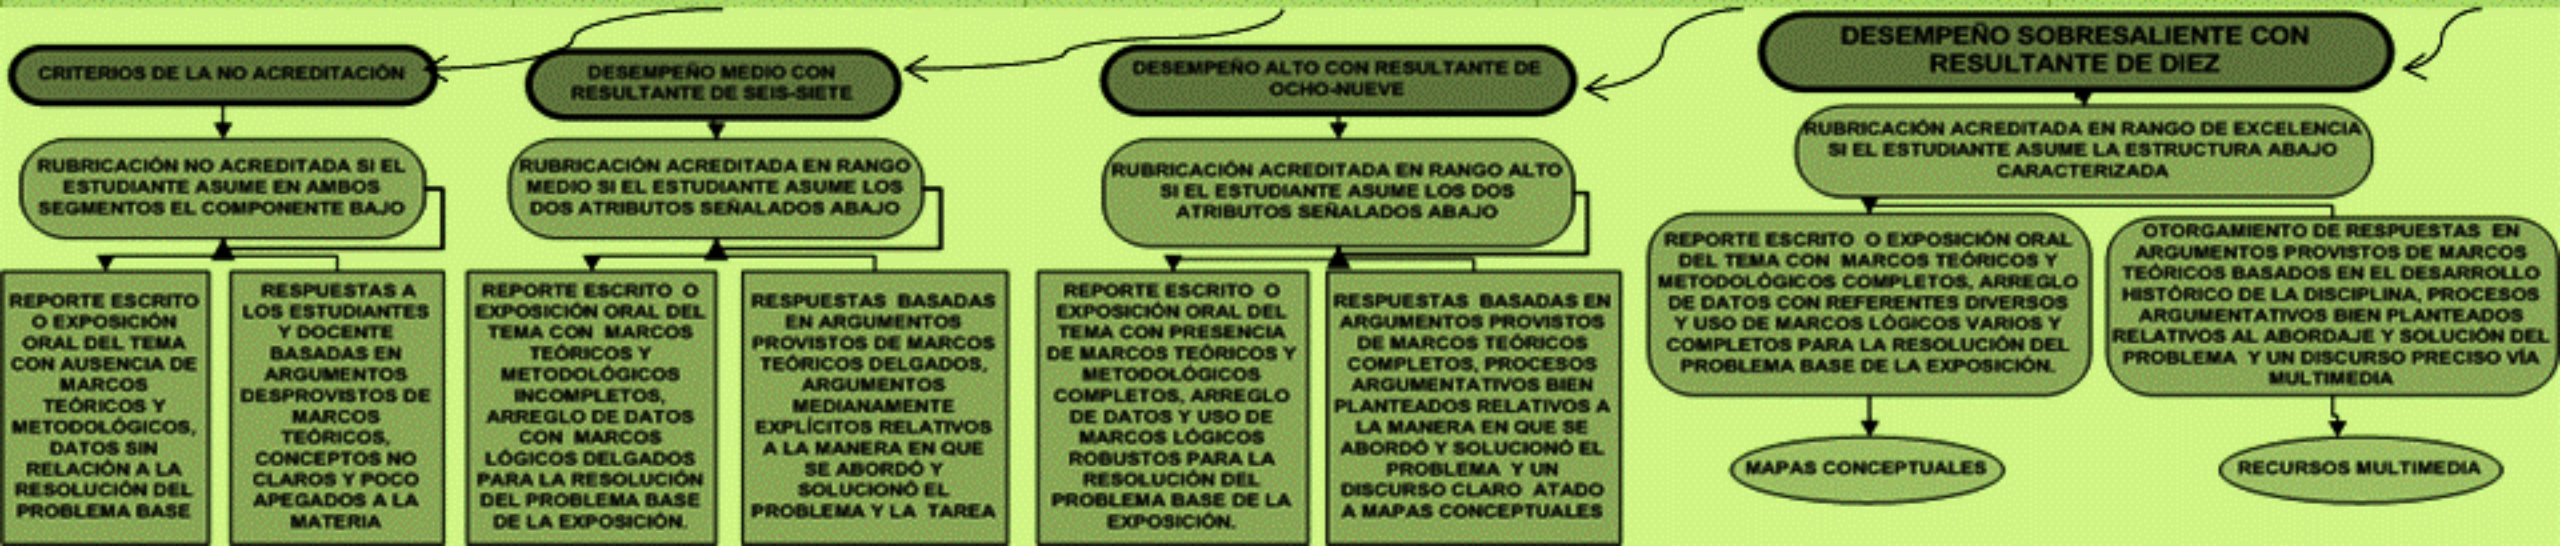 CRITERIOS DE LA NO ACREDITACIÓN
RUBRICACIÓN NO ACREDITADA SI EL
ESTUDIANTE ASUME EN AMBOS
SEGMENTOS EL COMPONENTE BAJO
REPORTE ESCRITO
O EXPOSICIÓN
ORAL DEL TEMA
CON AUSENCIA DE
MARCOS
TEÓRICOS Y
METODOLÓGICOS,
DATOS SIN
RELACIÓN A LA
RESOLUCIÓN DEL
PROBLEMA BASE
RESPUESTAS A
LOS ESTUDIANTES
Y DOCENTE
BASADAS EN
ARGUMENTOS
DESPROVISTOS DE
MARCOS
TEÓRICOS,
CONCEPTOS NO
CLAROS Y POCO
APEGADOS A LA
MATERIA
DESEMPEÑO MEDIO CON
RESULTANTE DE SEIS-SIETE
RUBRICACIÓN ACREDITADA EN RANGO
MEDIO SI EL ESTUDIANTE ASUME LOS
DOS ATRIBUTOS SEÑALADOS ABAJO
REPORTE ESCRITO O
EXPOSICIÓN ORAL DEL
TEMA CON MARCOS
TEÓRICOS Y
METODOLÓGICOS
INCOMPLETOS,
ARREGLO DE DATOS
CON MARCOS
LÓGICOS DELGADOS
PARA LA RESOLUCIÓN
DEL PROBLEMA BASE
DE LA EXPOSICIÓN.
RESPUESTAS BASADAS
EN ARGUMENTOS
PROVISTOS DE MARCOS
TEÓRICOS DELGADOS,
ARGUMENTOS
MEDIANAMENTE
EXPLÍCITOS RELATIVOS
A LA MANERA EN QUE
SE ABORDÓ Y
SOLUCIONÓ EL
PROBLEMA Y LA TAREA
DESEMPEÑO ALTO CON RESULTANTE DE
OCHO-NUEVE
RUBRICACIÓN ACREDITADA EN RANGO ALTO
SI EL ESTUDIANTE ASUME LOS DOS
ATRIBUTOS SEÑALADOS ABAJO
REPORTE ESCRITO O
EXPOSICIÓN ORAL DEL
TEMA CON PRESENCIA
DE MARCOS TEÓRICOS Y
METODOLÓGICOS
COMPLETOS, ARREGLO
DE DATOS Y USO DE
MARCOS LÓGICOS
ROBUSTOS PARA LA
RESOLUCIÓN DEL
PROBLEMA BASE DE LA
EXPOSICIÓN.
RESPUESTAS BASADAS EN
ARGUMENTOS PROVISTOS
DE MARCOS TEÓRICOS
COMPLETOS, PROCESOS
ARGUMENTATIVOS BIEN
PLANTEADOS RELATIVOS A
LA MANERA EN QUE SE
ABORDÓ Y SOLUCIONÓ EL
PROBLEMA Y UN
DISCURSO CLARO ATADO
A MAPAS CONCEPTUALES
DESEMPEÑO SOBRESALIENTE CON
RESULTANTE DE DIEZ
RUBRICACIÓN ACREDITADA EN RANGO DE EXCELENCIA
SI EL ESTUDIANTE ASUME LA ESTRUCTURA ABAJO
CARACTERIZADA
REPORTE ESCRITO O EXPOSICIÓN ORAL
DEL TEMA CON MARCOS TEÓRICOS Y
METODOLÓGICOS COMPLETOS, ARREGLO
DE DATOS CON REFERENTES DIVERSOS
Y USO DE MARCOS LÓGICOS VARIOS Y
COMPLETOS PARA LA RESOLUCIÓN DEL
PROBLEMA BASE DE LA EXPOSICIÓN.
OTORGAMIENTO DE RESPUESTAS EN
ARGUMENTOS PROVISTOS DE MARCOS
TEÓRICOS BASADOS EN EL DESARROLLO
HISTÓRICO DE LA DISCIPLINA, PROCESOS
ARGUMENTATIVOS BIEN PLANTEADOS
RELATIVOS AL ABORDAJE Y SOLUCIÓN DEL
PROBLEMA Y UN DISCURSO PRECISO VÍA
MULTIMEDIA
MAPAS CONCEPTUALES
RECURSOS MULTIMEDIA